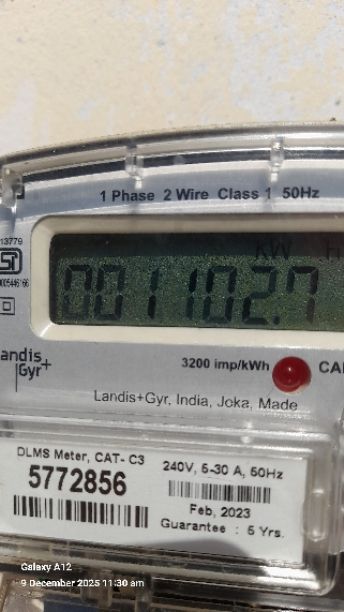 1 Phase 2 Wire Class 1 50Hz
13779
KW H
001102.7
andis
Gyr+
3200 imp/kWh
CAL
Landis+Gyr, India, Joka, Made
DLMS Meter, CAT- C3
5772856
240V, 5-30 A, 50Hz
Feb, 2023
Guarantee : 5 Yrs.
Galaxy A12
9 December 2025 11:30 am